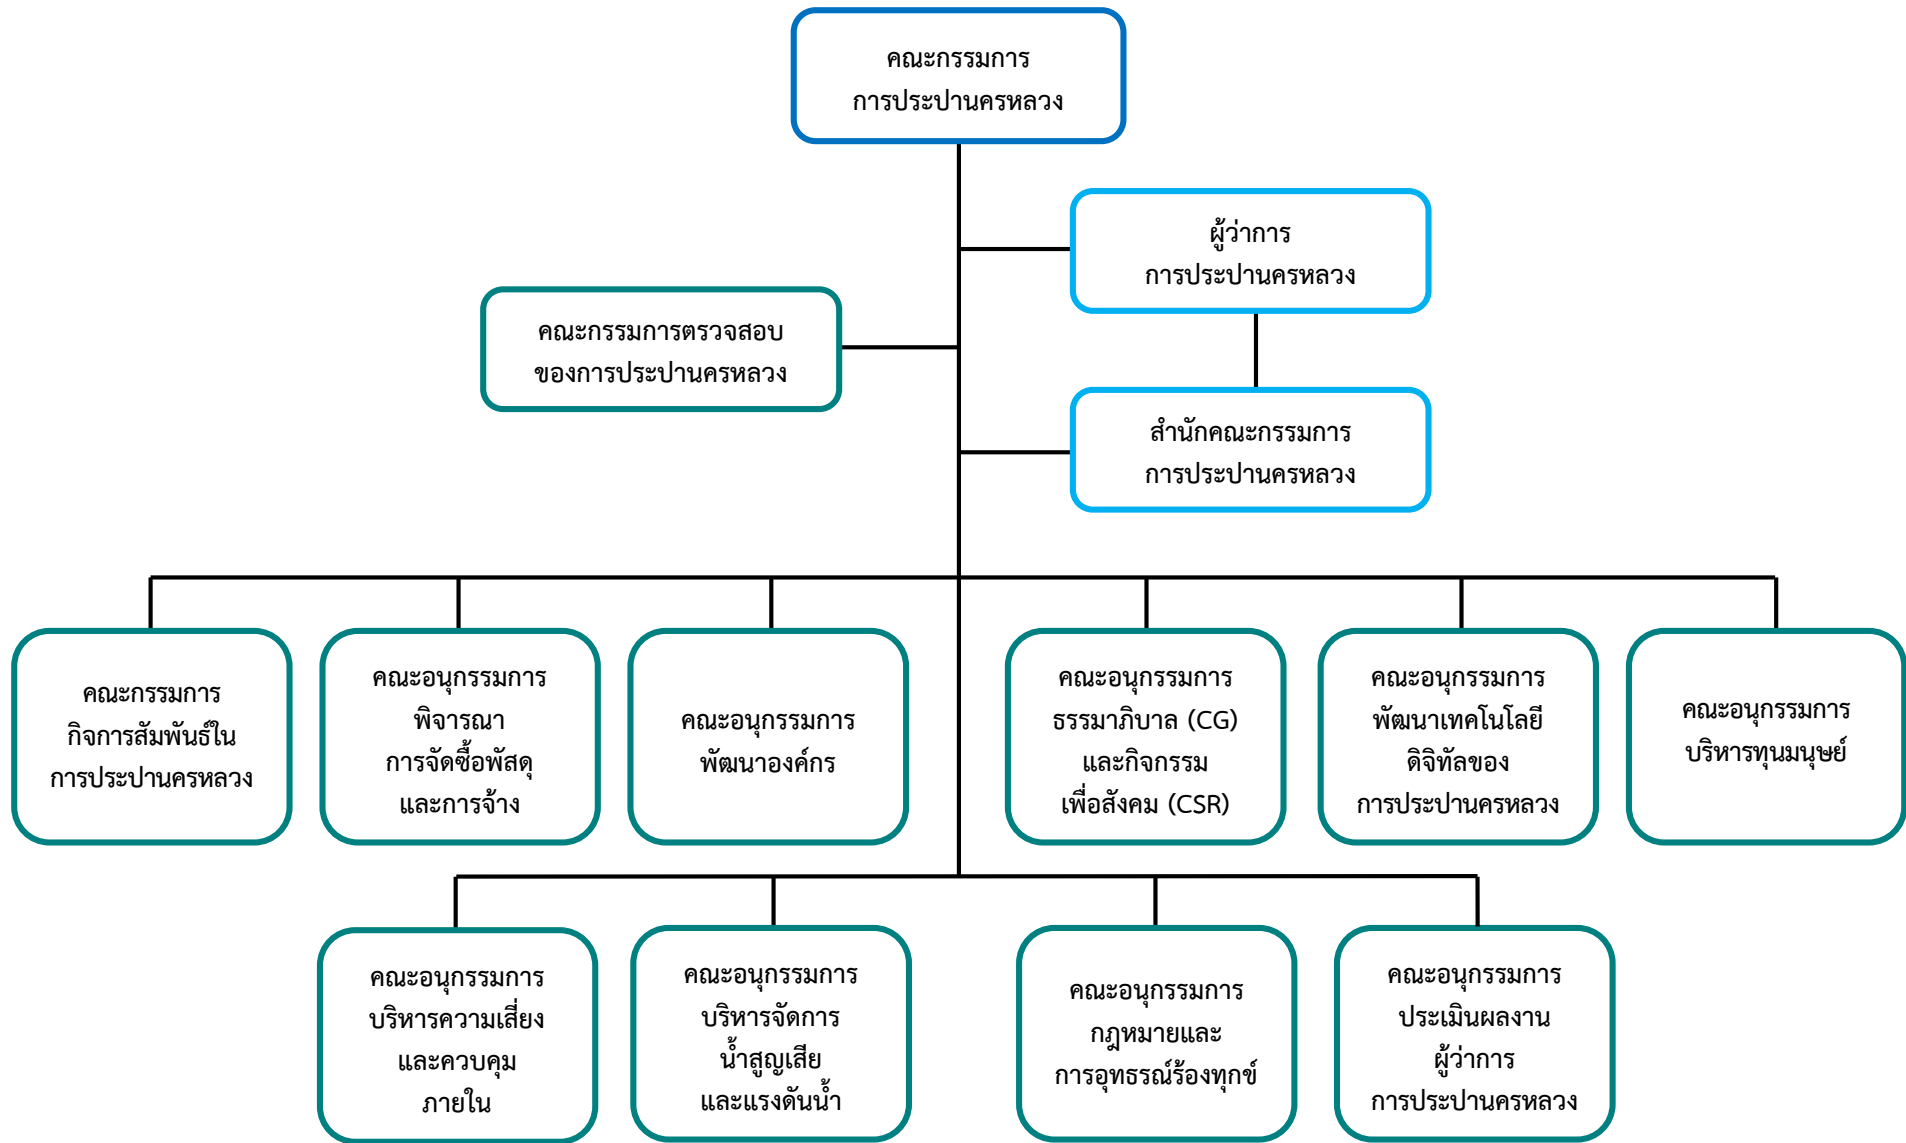 คณะกรรมการ
การประปานครหลวง
ผู้ว่าการ
การประปานครหลวง
คณะกรรมการตรวจสอบ
ของการประปานครหลวง
สำนักคณะกรรมการ
การประปานครหลวง
คณะกรรมการ
กิจการสัมพันธ์ใน
การประปานครหลวง
คณะอนุกรรมการ
พิจารณา
การจัดซื้อพัสดุ
และการจ้าง
คณะอนุกรรมการ
พัฒนาองค์กร
คณะอนุกรรมการ
ธรรมาภิบาล (CG)
และกิจกรรม
เพื่อสังคม (CSR)
คณะอนุกรรมการ
พัฒนาเทคโนโลยี
ดิจิทัลของ
การประปานครหลวง
คณะอนุกรรมการ
บริหารทุนมนุษย์
คณะอนุกรรมการ
บริหารความเสี่ยง
และควบคุม
ภายใน
คณะอนุกรรมการ
บริหารจัดการ
น้ำสูญเสีย
และแรงดันน้ำ
คณะอนุกรรมการ
กฎหมายและ
การอุทธรณ์ร้องทุกข์
คณะอนุกรรมการ
ประเมินผลงาน
ผู้ว่าการ
การประปานครหลวง